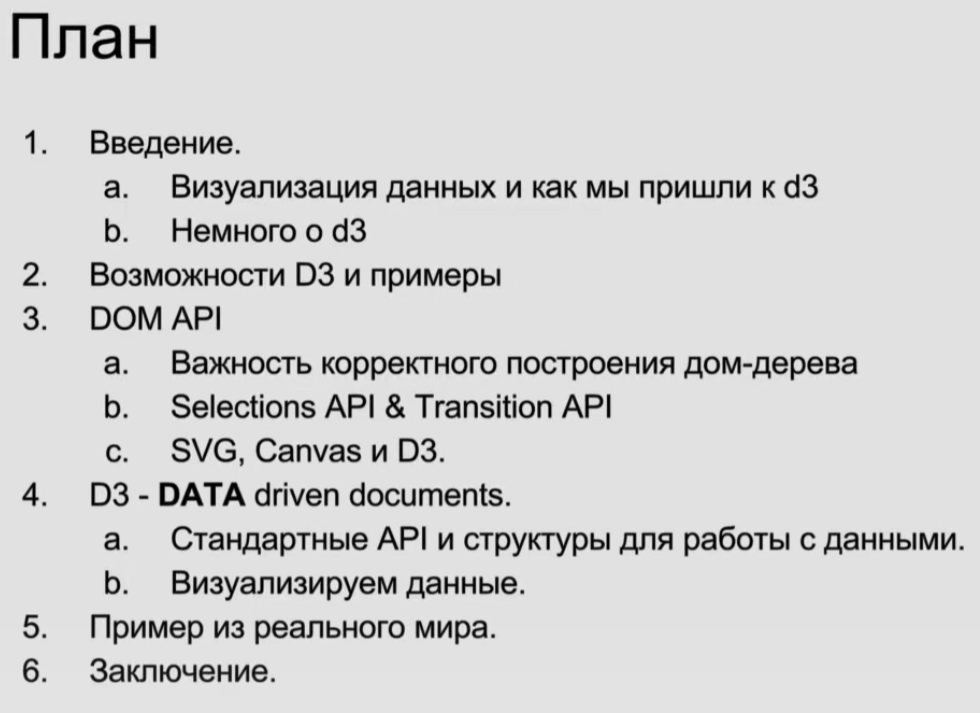 План
1. Введение.
a. Визуализация данных и как мы пришли к d3
b. Немного о d3
2. Возможности D3 и примеры
3. DOM API
a. Важность корректного построения дом-дерева
b. Selections API & Transition API
c. SVG, Canvas и D3.
4. D3 - DATA driven documents.
a. Стандартные API и структуры для работы с данными.
b. Визуализируем данные.
5. Пример из реального мира.
6. Заключение.